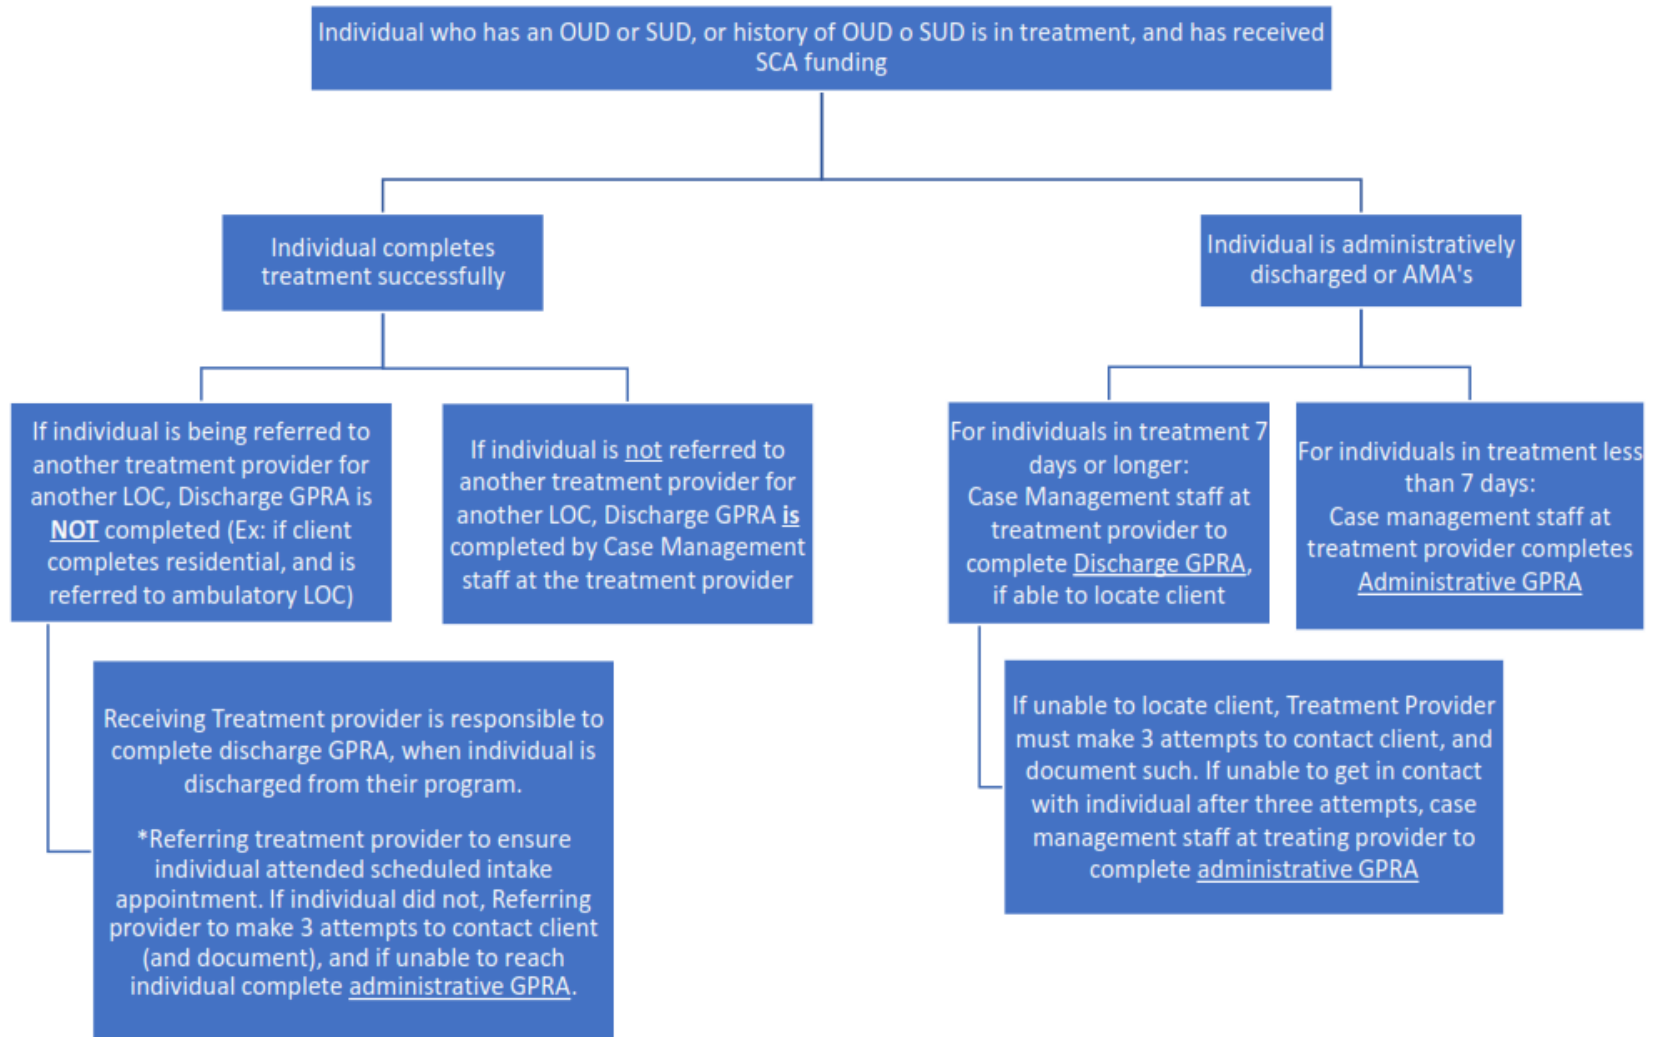 Individual who has an OUD or SUD, or history of OUD o SUD is in treatment, and has received
SCA funding
Individual completes
treatment successfully
Individual is administratively
discharged or AMA's
If individual is being referred to
another treatment provider for
another LOC, Discharge GPRA is
NOT completed (Ex: if client
completes residential, and is
referred to ambulatory LOC)
If individual is not referred to
another treatment provider for
another LOC, Discharge GPRA is
completed by Case Management
staff at the treatment provider
For individuals in treatment 7
days or longer:
Case Management staff at
treatment provider to
complete Discharge GPRA,
if able to locate client
For individuals in treatment less
than 7 days:
Case management staff at
treatment provider completes
Administrative GPRA
Receiving Treatment provider is responsible to
complete discharge GPRA, when individual is
discharged from their program.
*Referring treatment provider to ensure
individual attended scheduled intake
appointment. If individual did not, Referring
provider to make 3 attempts to contact client
(and document), and if unable to reach
individual complete administrative GPRA.
If unable to locate client, Treatment Provider
must make 3 attempts to contact client, and
document such. If unable to get in contact
with individual after three attempts, case
management staff at treating provider to
complete administrative GPRA